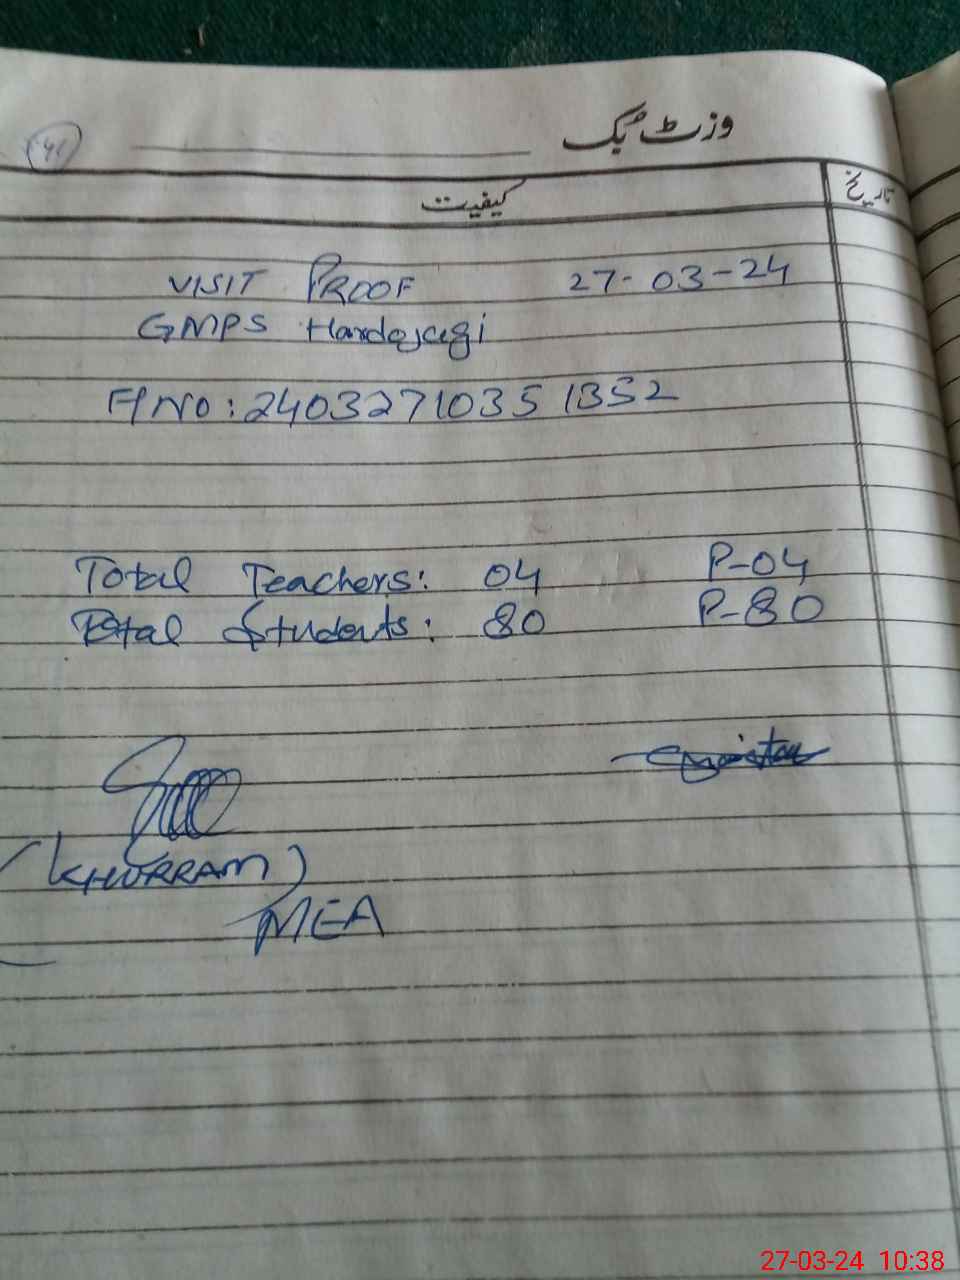 وزٹ بک
41
کیفیت
تاریخ
VISIT PROOF 27-03-24
GMPS
F/NO: 2403271035 1352
Total Teachers: 04 P-04
Total Students: 80 P-80
(KHURRAM)
MEA
27-03-24 10:38